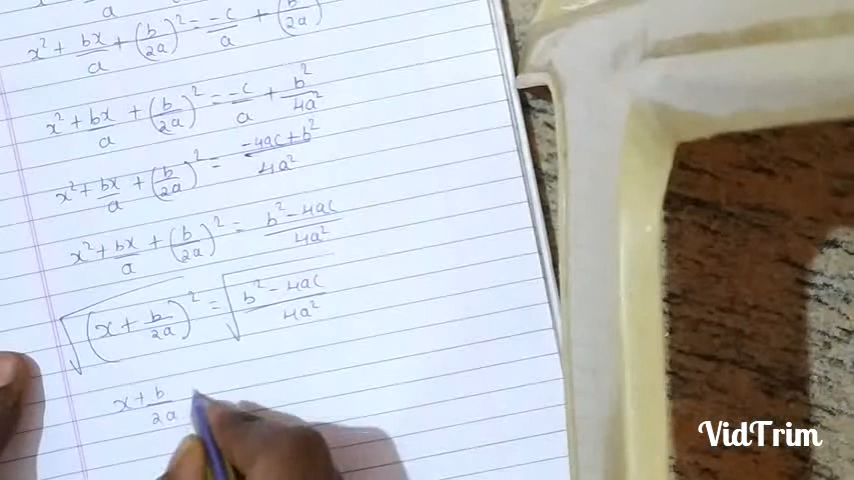 a
x² + bx/a + (b/2a)² = -c/a + (b/2a)²
x² + bx/a + (b/2a)² = -c/a + b²/4a²
x² + bx/a + (b/2a)² = -4ac + b²/4a²
x² + bx/a + (b/2a)² = b² - 4ac/4a²
√(x + b/2a)² = √b² - 4ac/4a²
x + b/2a
VidTrim